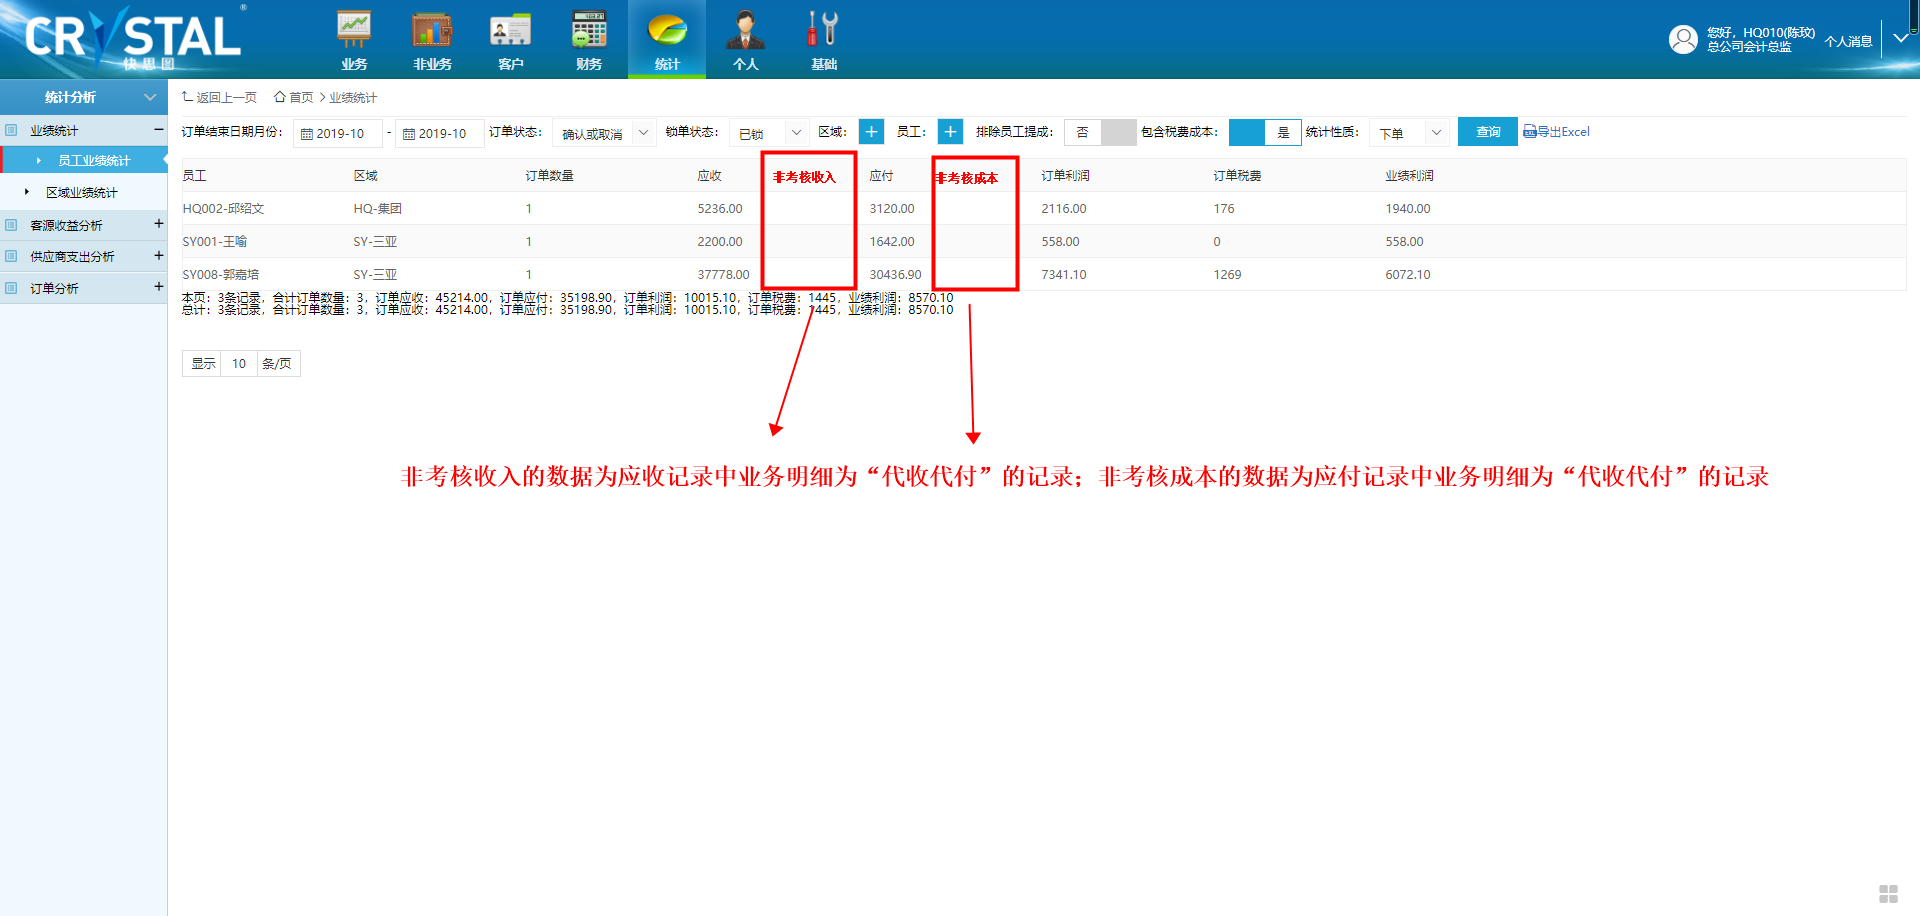 CRYSTAL ®
快思图
业务 非业务 客户 财务 统计 个人 基础
您好，HQ010(陈玟)
总公司会计总监
个人消息
统计分析
业绩统计
员工业绩统计
区域业绩统计
客源收益分析
供应商支出分析
订单分析
返回上一页 首页 > 业绩统计
订单结束日期月份： 2019-10 - 2019-10 订单状态： 确认或取消 锁单状态： 已锁 区域： + 员工： + 排除员工提成： 否 包含税费成本： 是 统计性质： 下单 查询 导出Excel
员工 区域 订单数量 应收 非考核收入 应付 非考核成本 订单利润 订单税费 业绩利润
HQ002-邱绍文 HQ-集团 1 5236.00 3120.00 2116.00 176 1940.00
SY001-王喻 SY-三亚 1 2200.00 1642.00 558.00 0 558.00
SY008-郭嘉培 SY-三亚 1 37778.00 30436.90 7341.10 1269 6072.10
本页：3条记录，合计订单数量：3，订单应收：45214.00，订单应付：35198.90，订单利润：10015.10，订单税费：1445，业绩利润：8570.10
总计：3条记录，合计订单数量：3，订单应收：45214.00，订单应付：35198.90，订单利润：10015.10，订单税费：1445，业绩利润：8570.10
显示 10 条/页
非考核收入的数据为应收记录中业务明细为“代收代付”的记录；非考核成本的数据为应付记录中业务明细为“代收代付”的记录